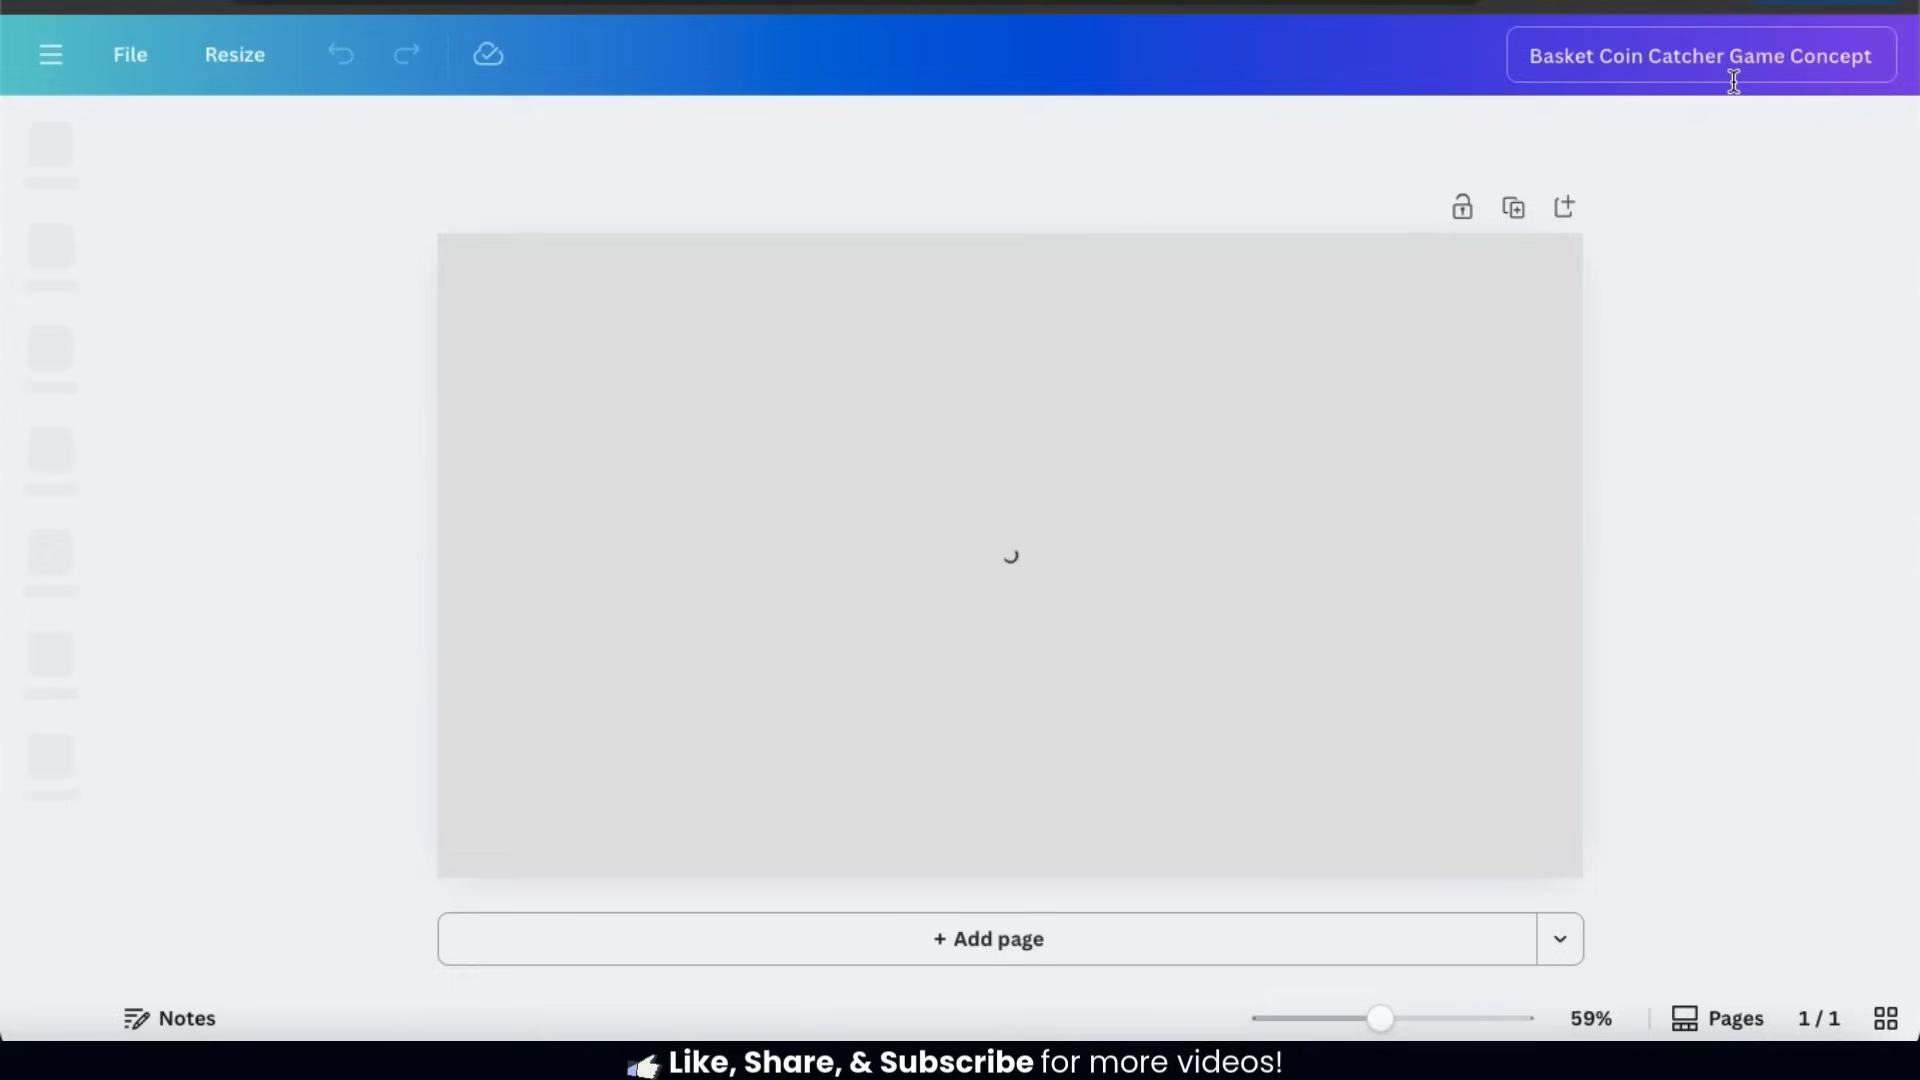 File
Resize
Basket Coin Catcher Game Concept
+ Add page
Notes
59%
Pages
1 / 1
Like, Share, & Subscribe for more videos!